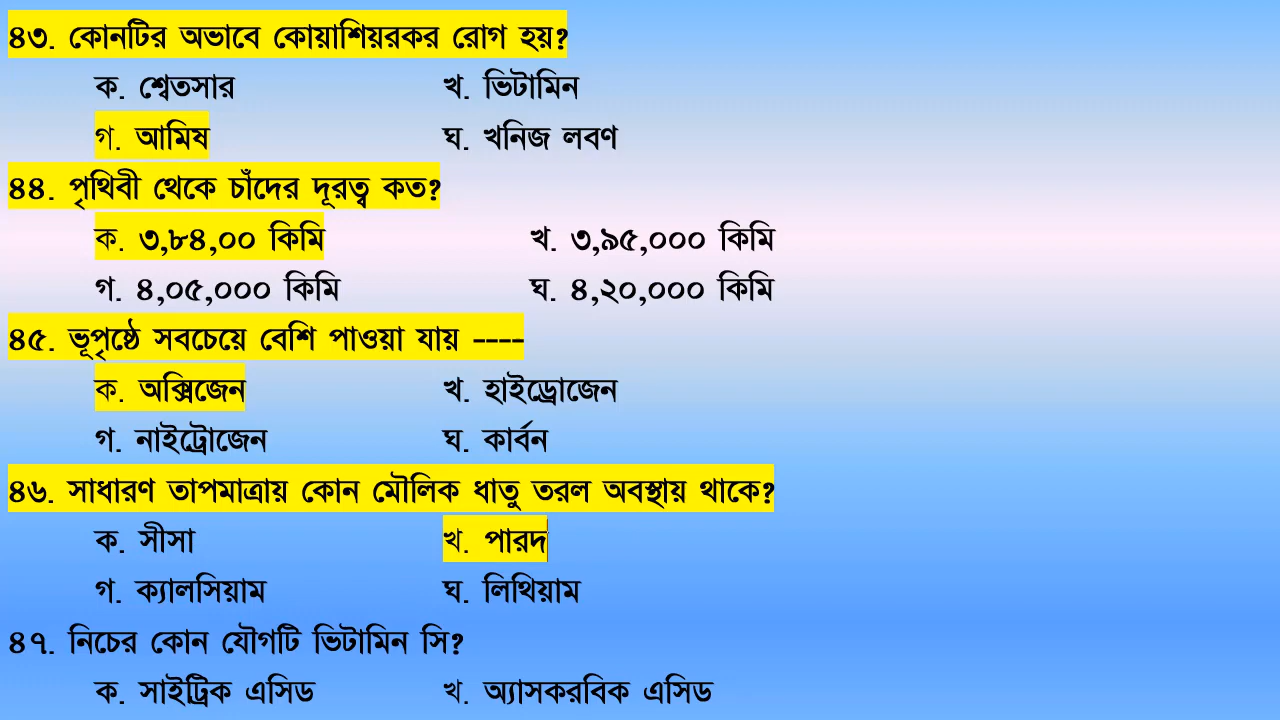 ৪৩. কোনটির অভাবে কোয়াশিয়রকর রোগ হয়?
ক. শ্বেতসার খ. ভিটামিন
গ. আমিষ ঘ. খনিজ লবণ
৪৪. পৃথিবী থেকে চাঁদের দূরত্ব কত?
ক. ৩,৮৪,০০ কিমি খ. ৩,৯৫,০০০ কিমি
গ. ৪,০৫,০০০ কিমি ঘ. ৪,২০,০০০ কিমি
৪৫. ভূপৃষ্ঠে সবচেয়ে বেশি পাওয়া যায় ----
ক. অক্সিজেন খ. হাইড্রোজেন
গ. নাইট্রোজেন ঘ. কার্বন
৪৬. সাধারণ তাপমাত্রায় কোন মৌলিক ধাতু তরল অবস্থায় থাকে?
ক. সীসা খ. পারদ
গ. ক্যালসিয়াম ঘ. লিথিয়াম
৪৭. নিচের কোন যৌগটি ভিটামিন সি?
ক. সাইট্রিক এসিড খ. অ্যাসকরবিক এসিড